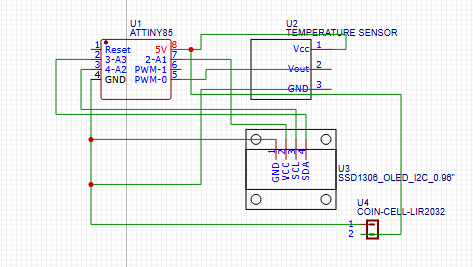 U1
ATTINY85
1 Reset 5V 8
2 3-A3 2-A1 7
3 4-A2 PWM-1 6
4 GND PWM-0 5
U2
TEMPERATURE SENSOR
Vcc 1
Vout 2
GND 3
1 2 3 4
GND VCC SCL SDA
U3
SSD1306_OLED_I2C_0.96"
U4
COIN-CELL-LIR2032
1
2